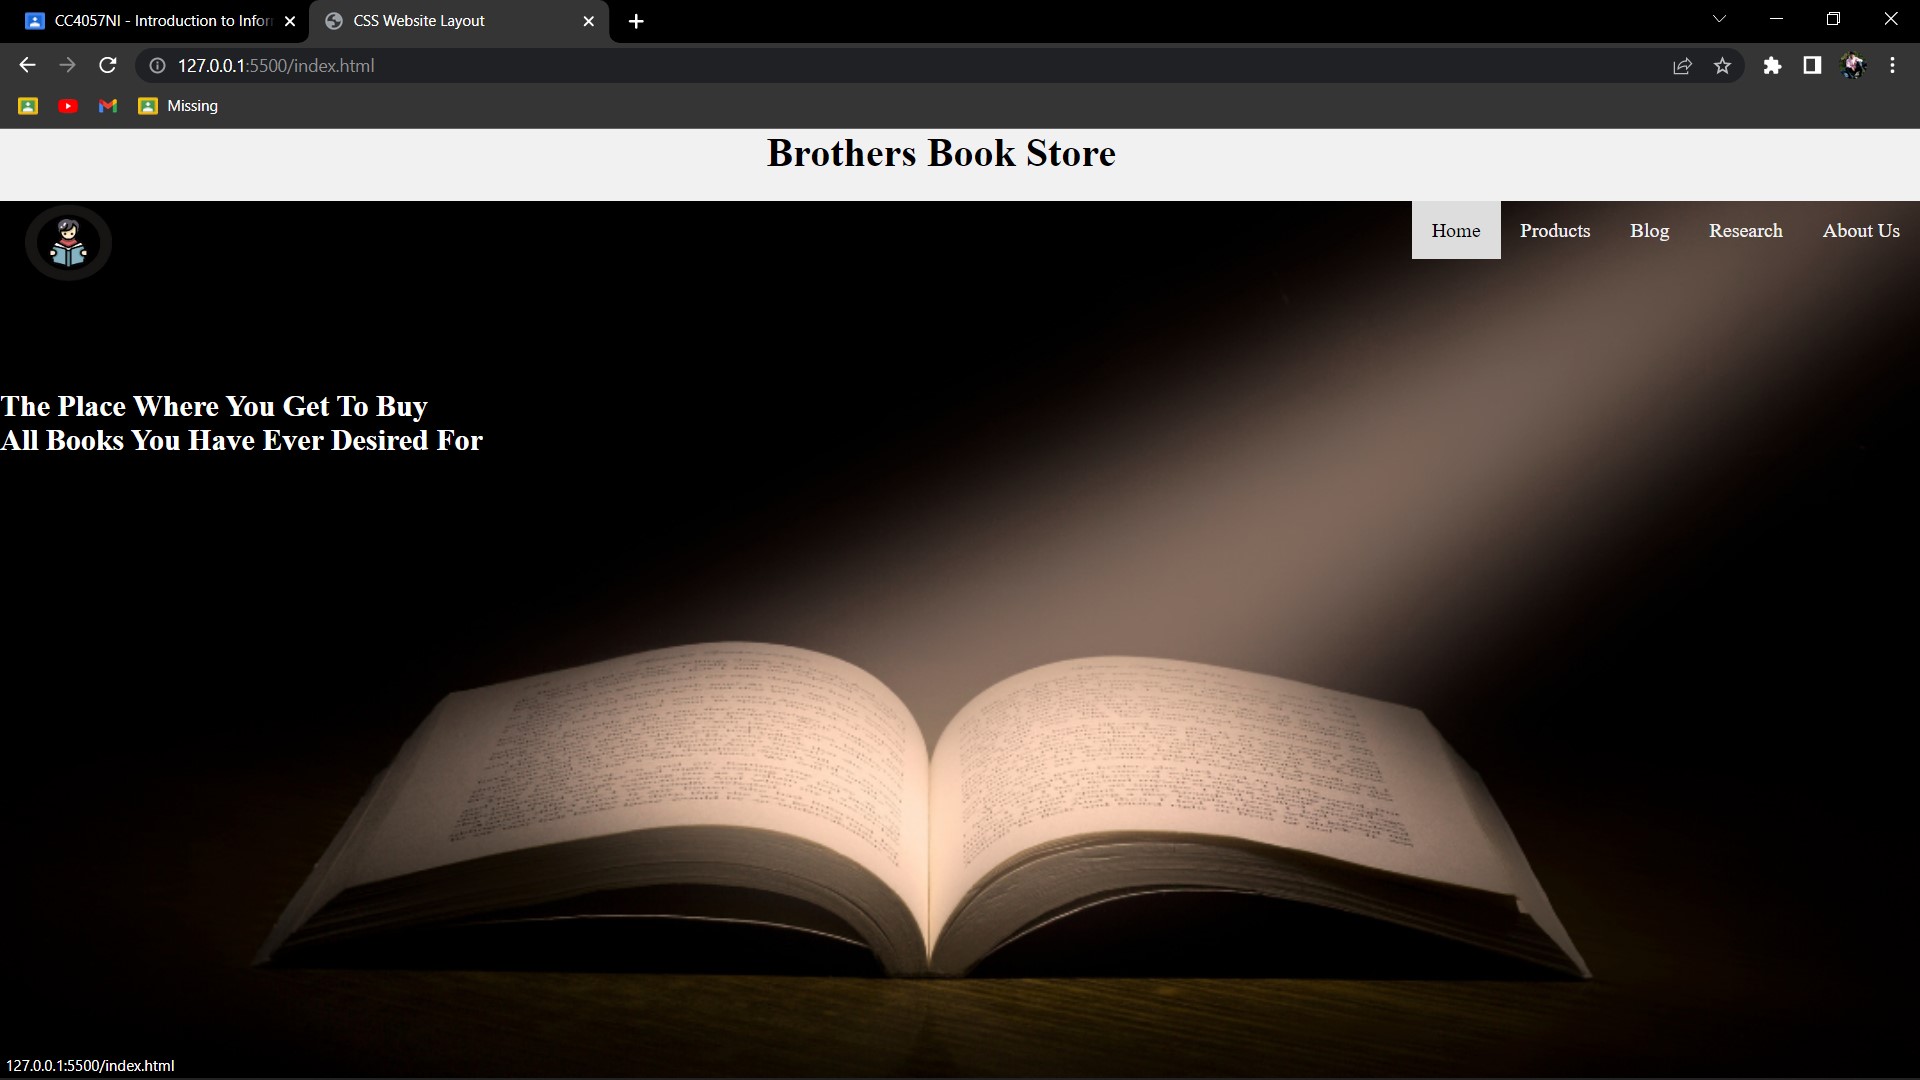 CC4057NI - Introduction to Infor
CSS Website Layout
127.0.0.1:5500/index.html
Missing
Brothers Book Store
Home Products Blog Research About Us
The Place Where You Get To Buy
All Books You Have Ever Desired For
127.0.0.1:5500/index.html